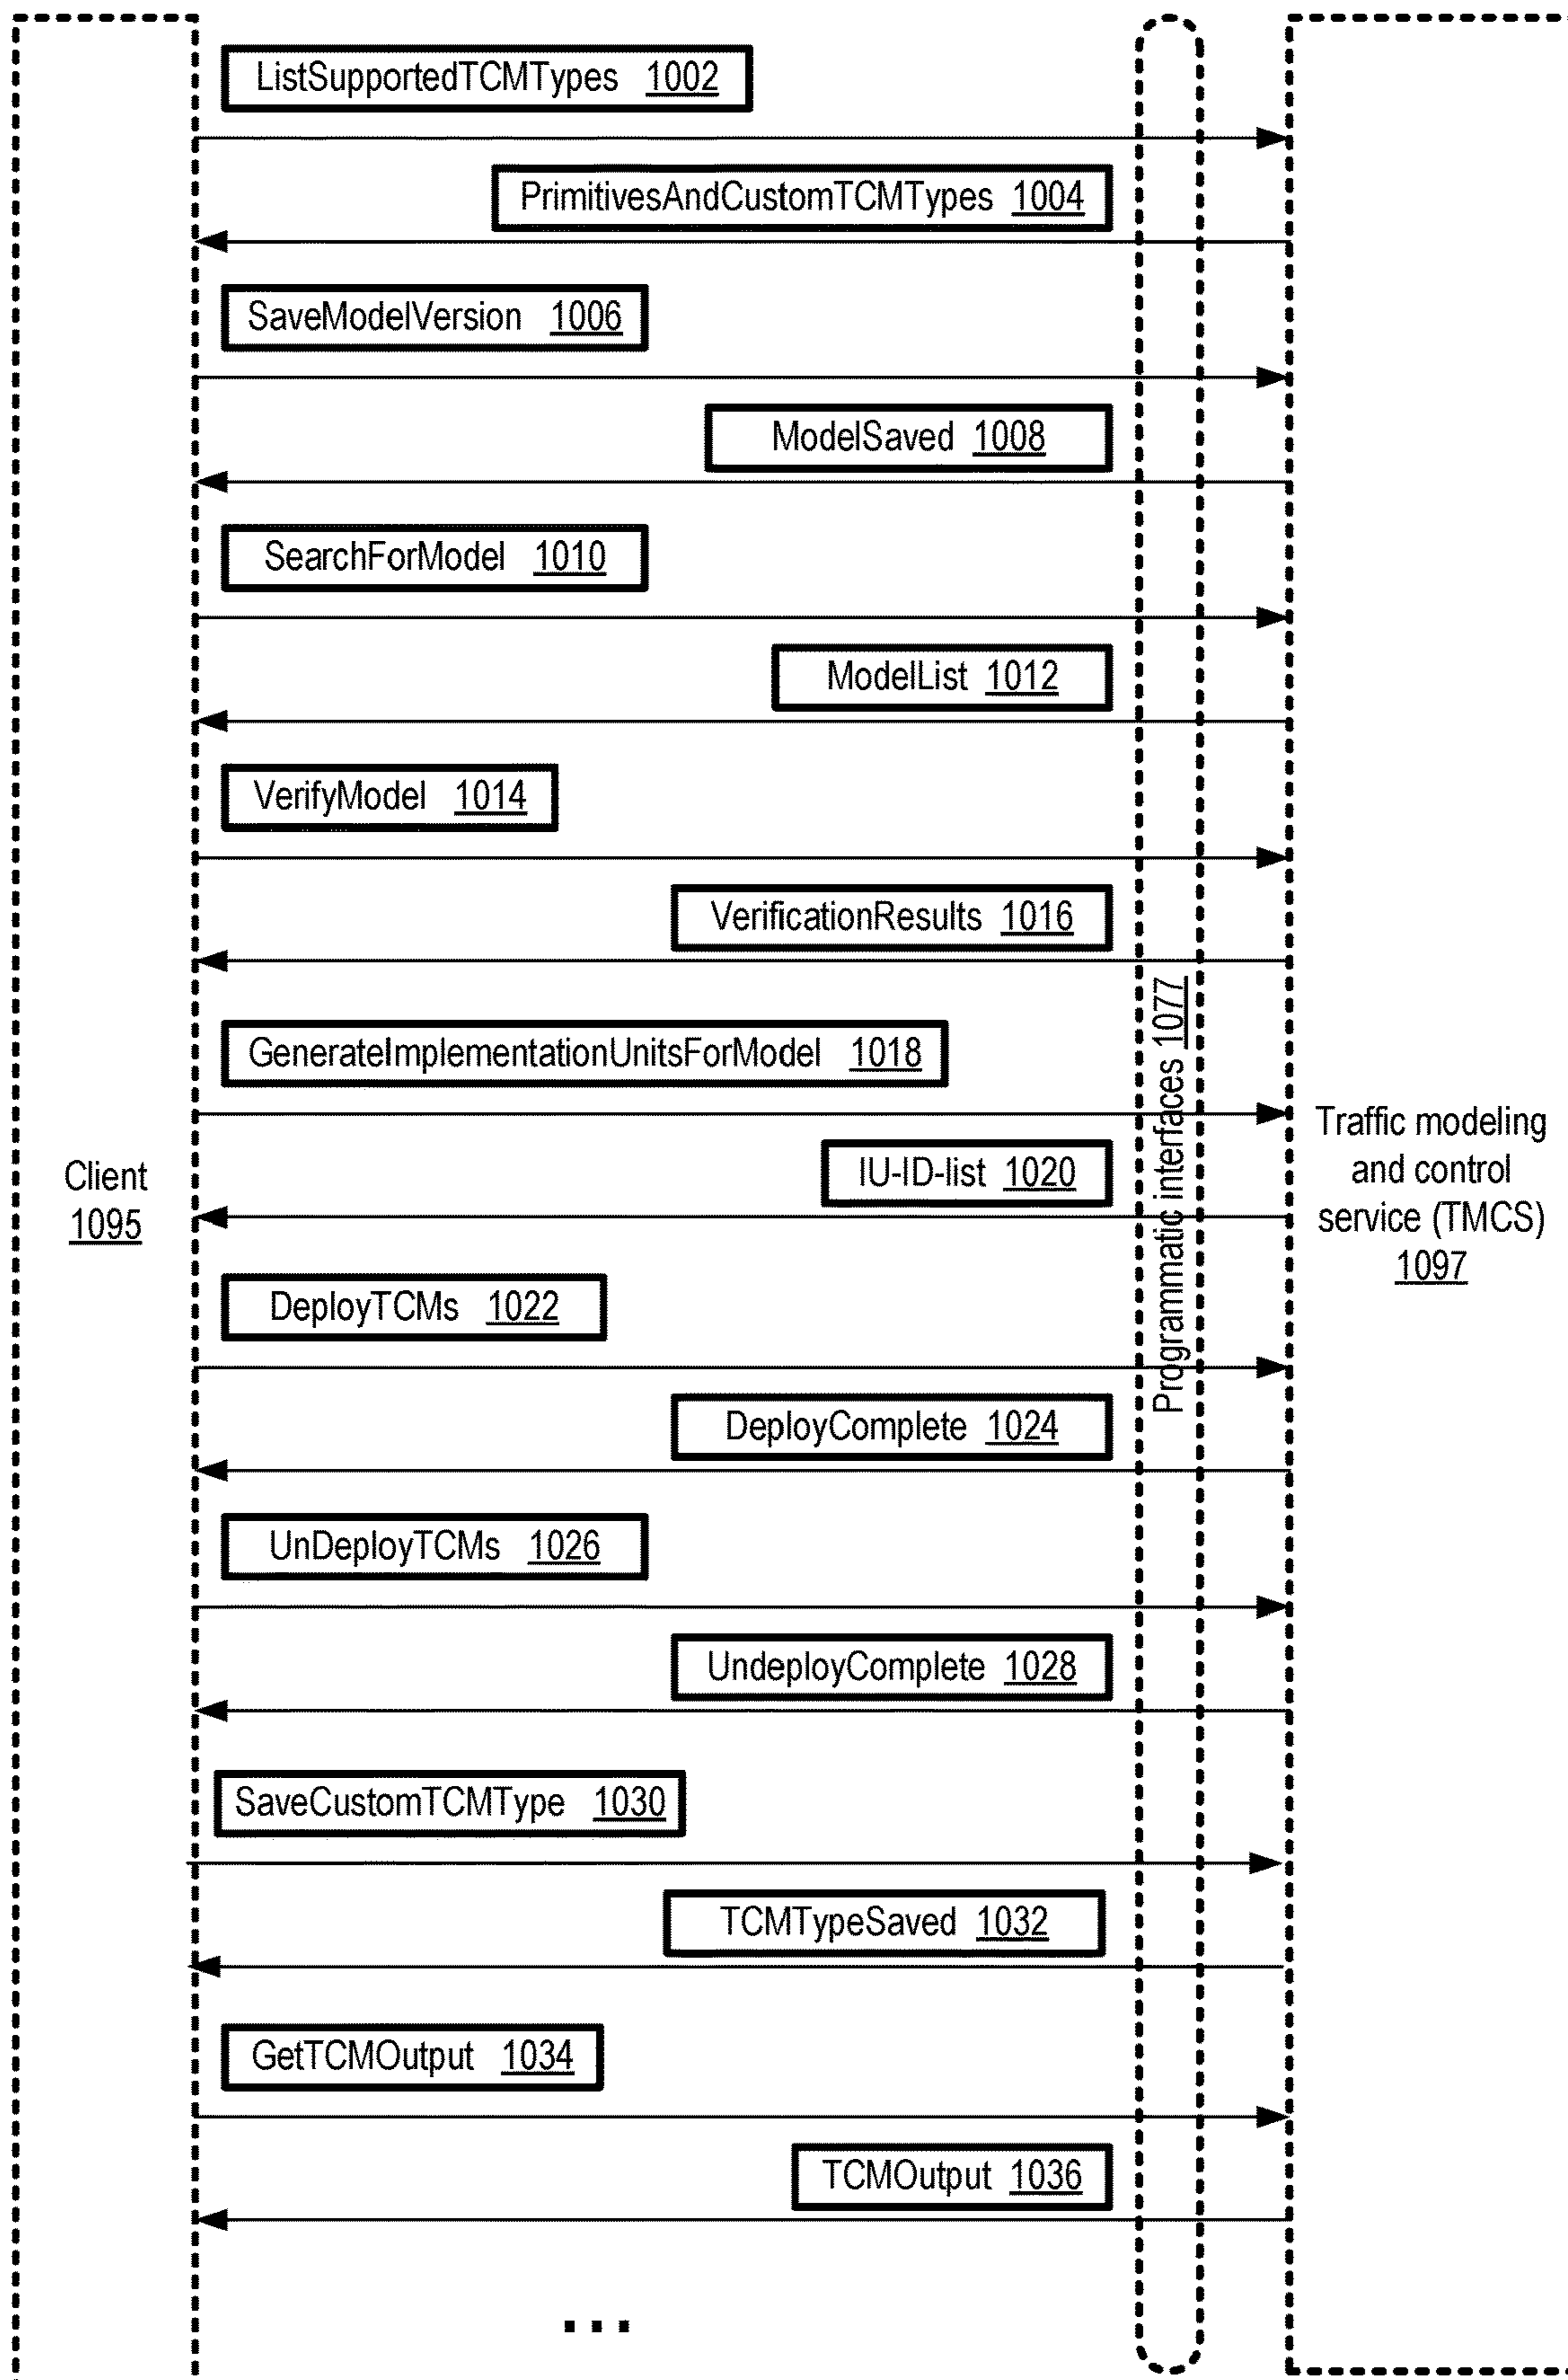 ListSupportedTCMTypes 1002
PrimitivesAndCustomTCMTypes 1004
SaveModelVersion 1006
ModelSaved 1008
SearchForModel 1010
ModelList 1012
VerifyModel 1014
VerificationResults 1016
GenerateImplementationUnitsForModel 1018
IU-ID-list 1020
Client
1095
Programmatic interfaces 1077
Traffic modeling
and control
service (TMCS)
1097
DeployTCMs 1022
DeployComplete 1024
UnDeployTCMs 1026
UndeployComplete 1028
SaveCustomTCMType 1030
TCMTypeSaved 1032
GetTCMOutput 1034
TCMOutput 1036
...